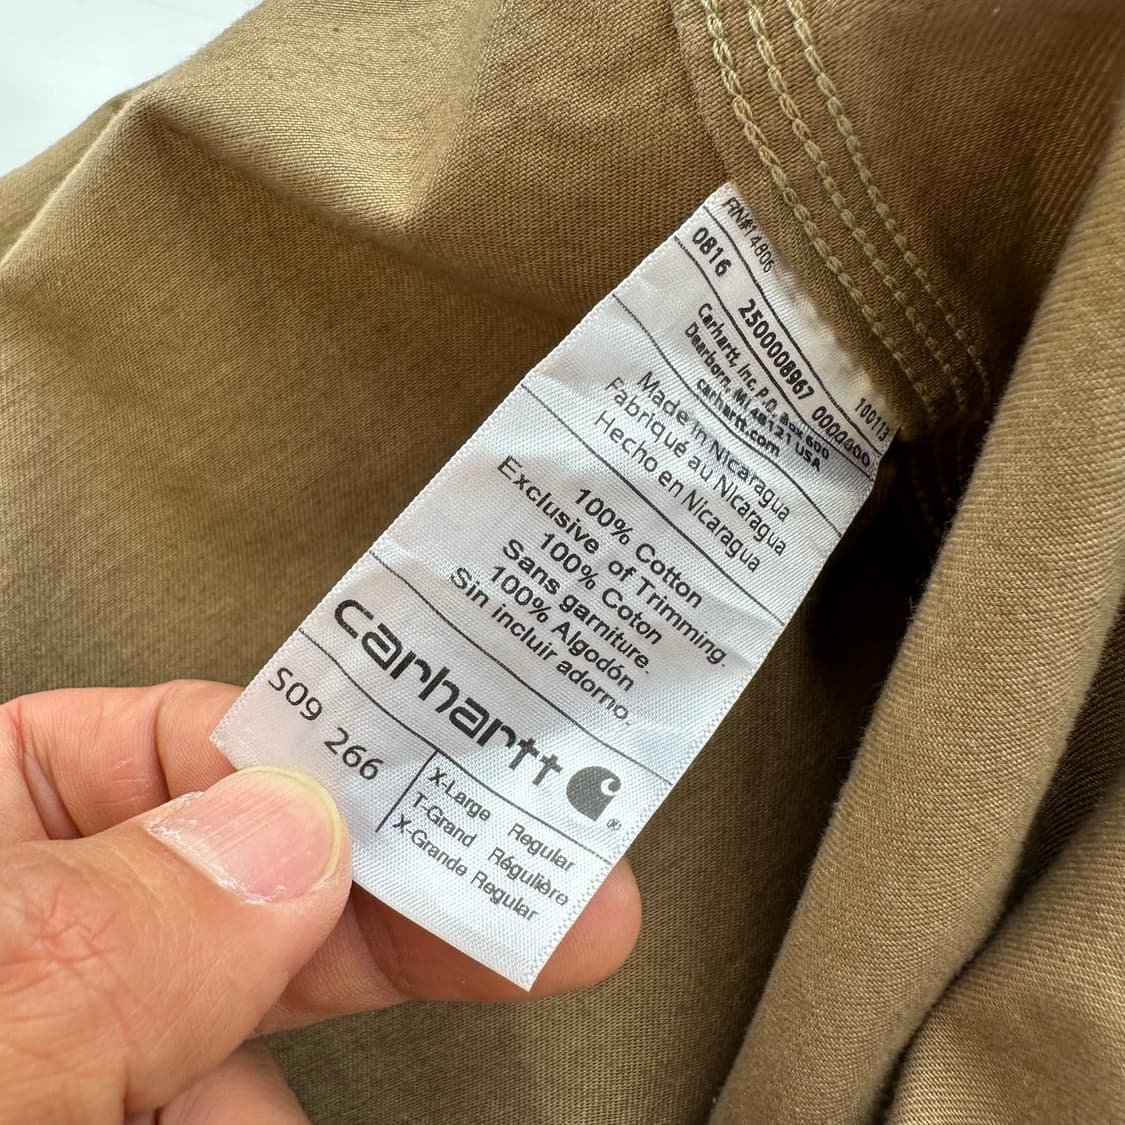 RN#14806
0816 2500008967 0000400 100113
Carhartt, Inc. P.O. Box 600
Dearborn, MI 48121 USA
carhartt.com
Made in Nicaragua
Fabriqué au Nicaragua
Hecho en Nicaragua
100% Cotton
Exclusive of Trimming.
100% Coton
Sans garniture.
100% Algodón
Sin incluir adorno.
carhartt
®
S09 266
X-Large Regular
T-Grand Régulière
X-Grande Regular